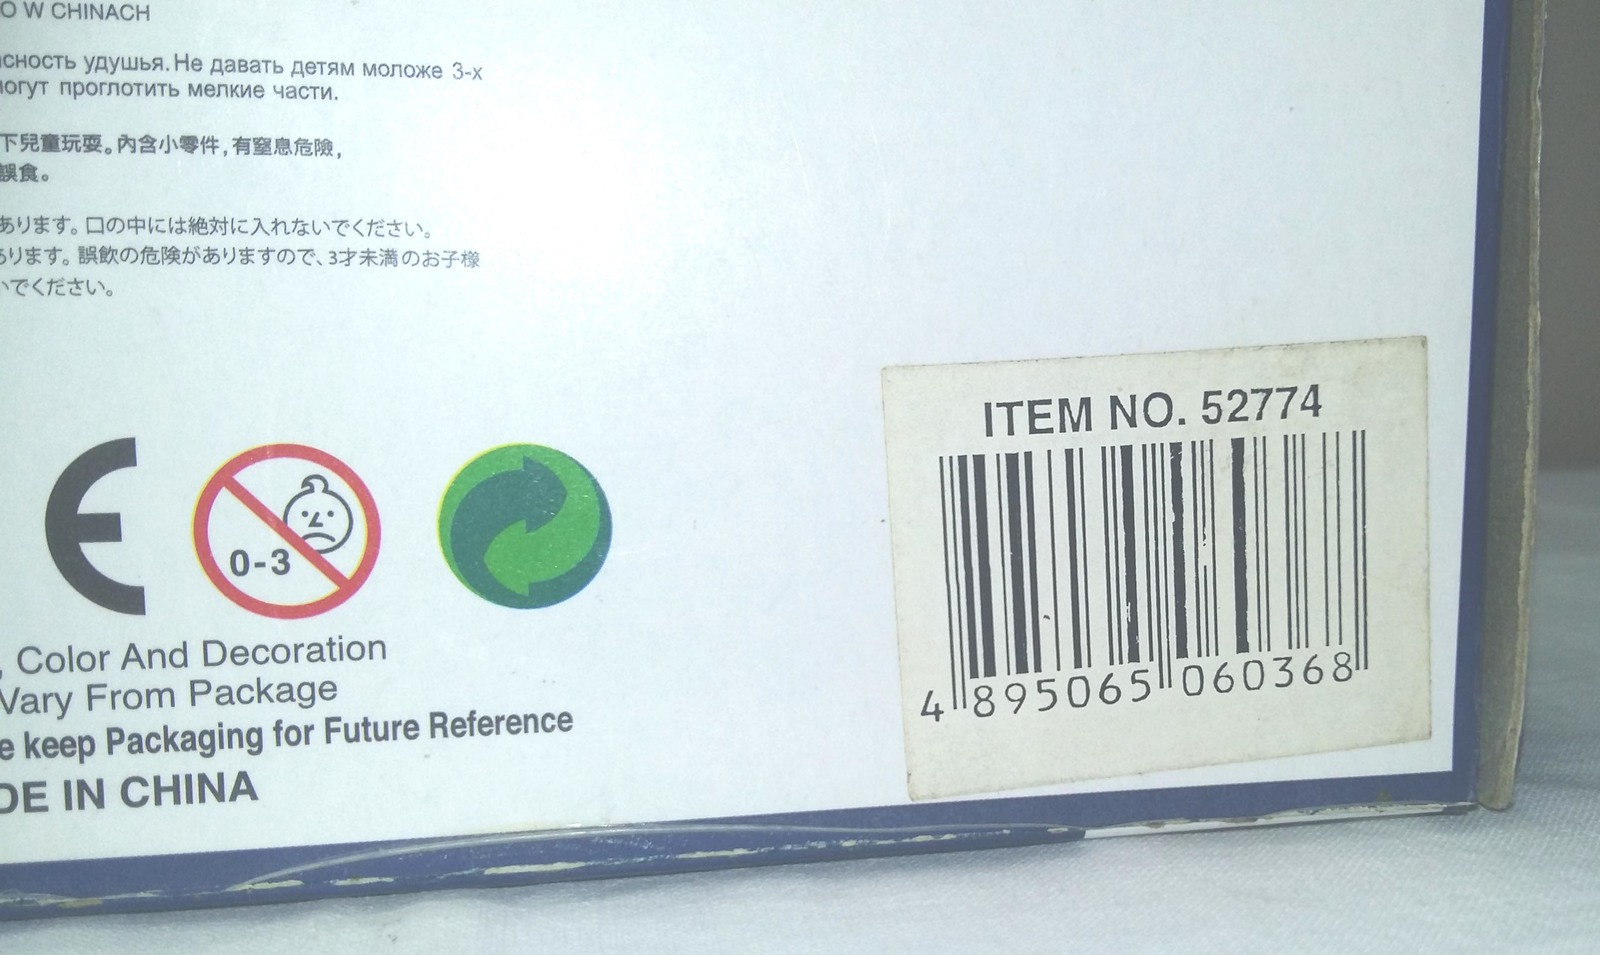 O W CHINACH
удушья. Не давать детям моложе 3-х
проглотить мелкие части.
下兒童玩耍。內含小零件,有窒息危險,
誤食。
あります。口の中には絶対に入れないでください。
ります。誤飲の危険がありますので、3才未満のお子様
でください。
CE
0-3
, Color And Decoration
Vary From Package
e keep Packaging for Future Reference
DE IN CHINA
ITEM NO. 52774
4 895065 060368